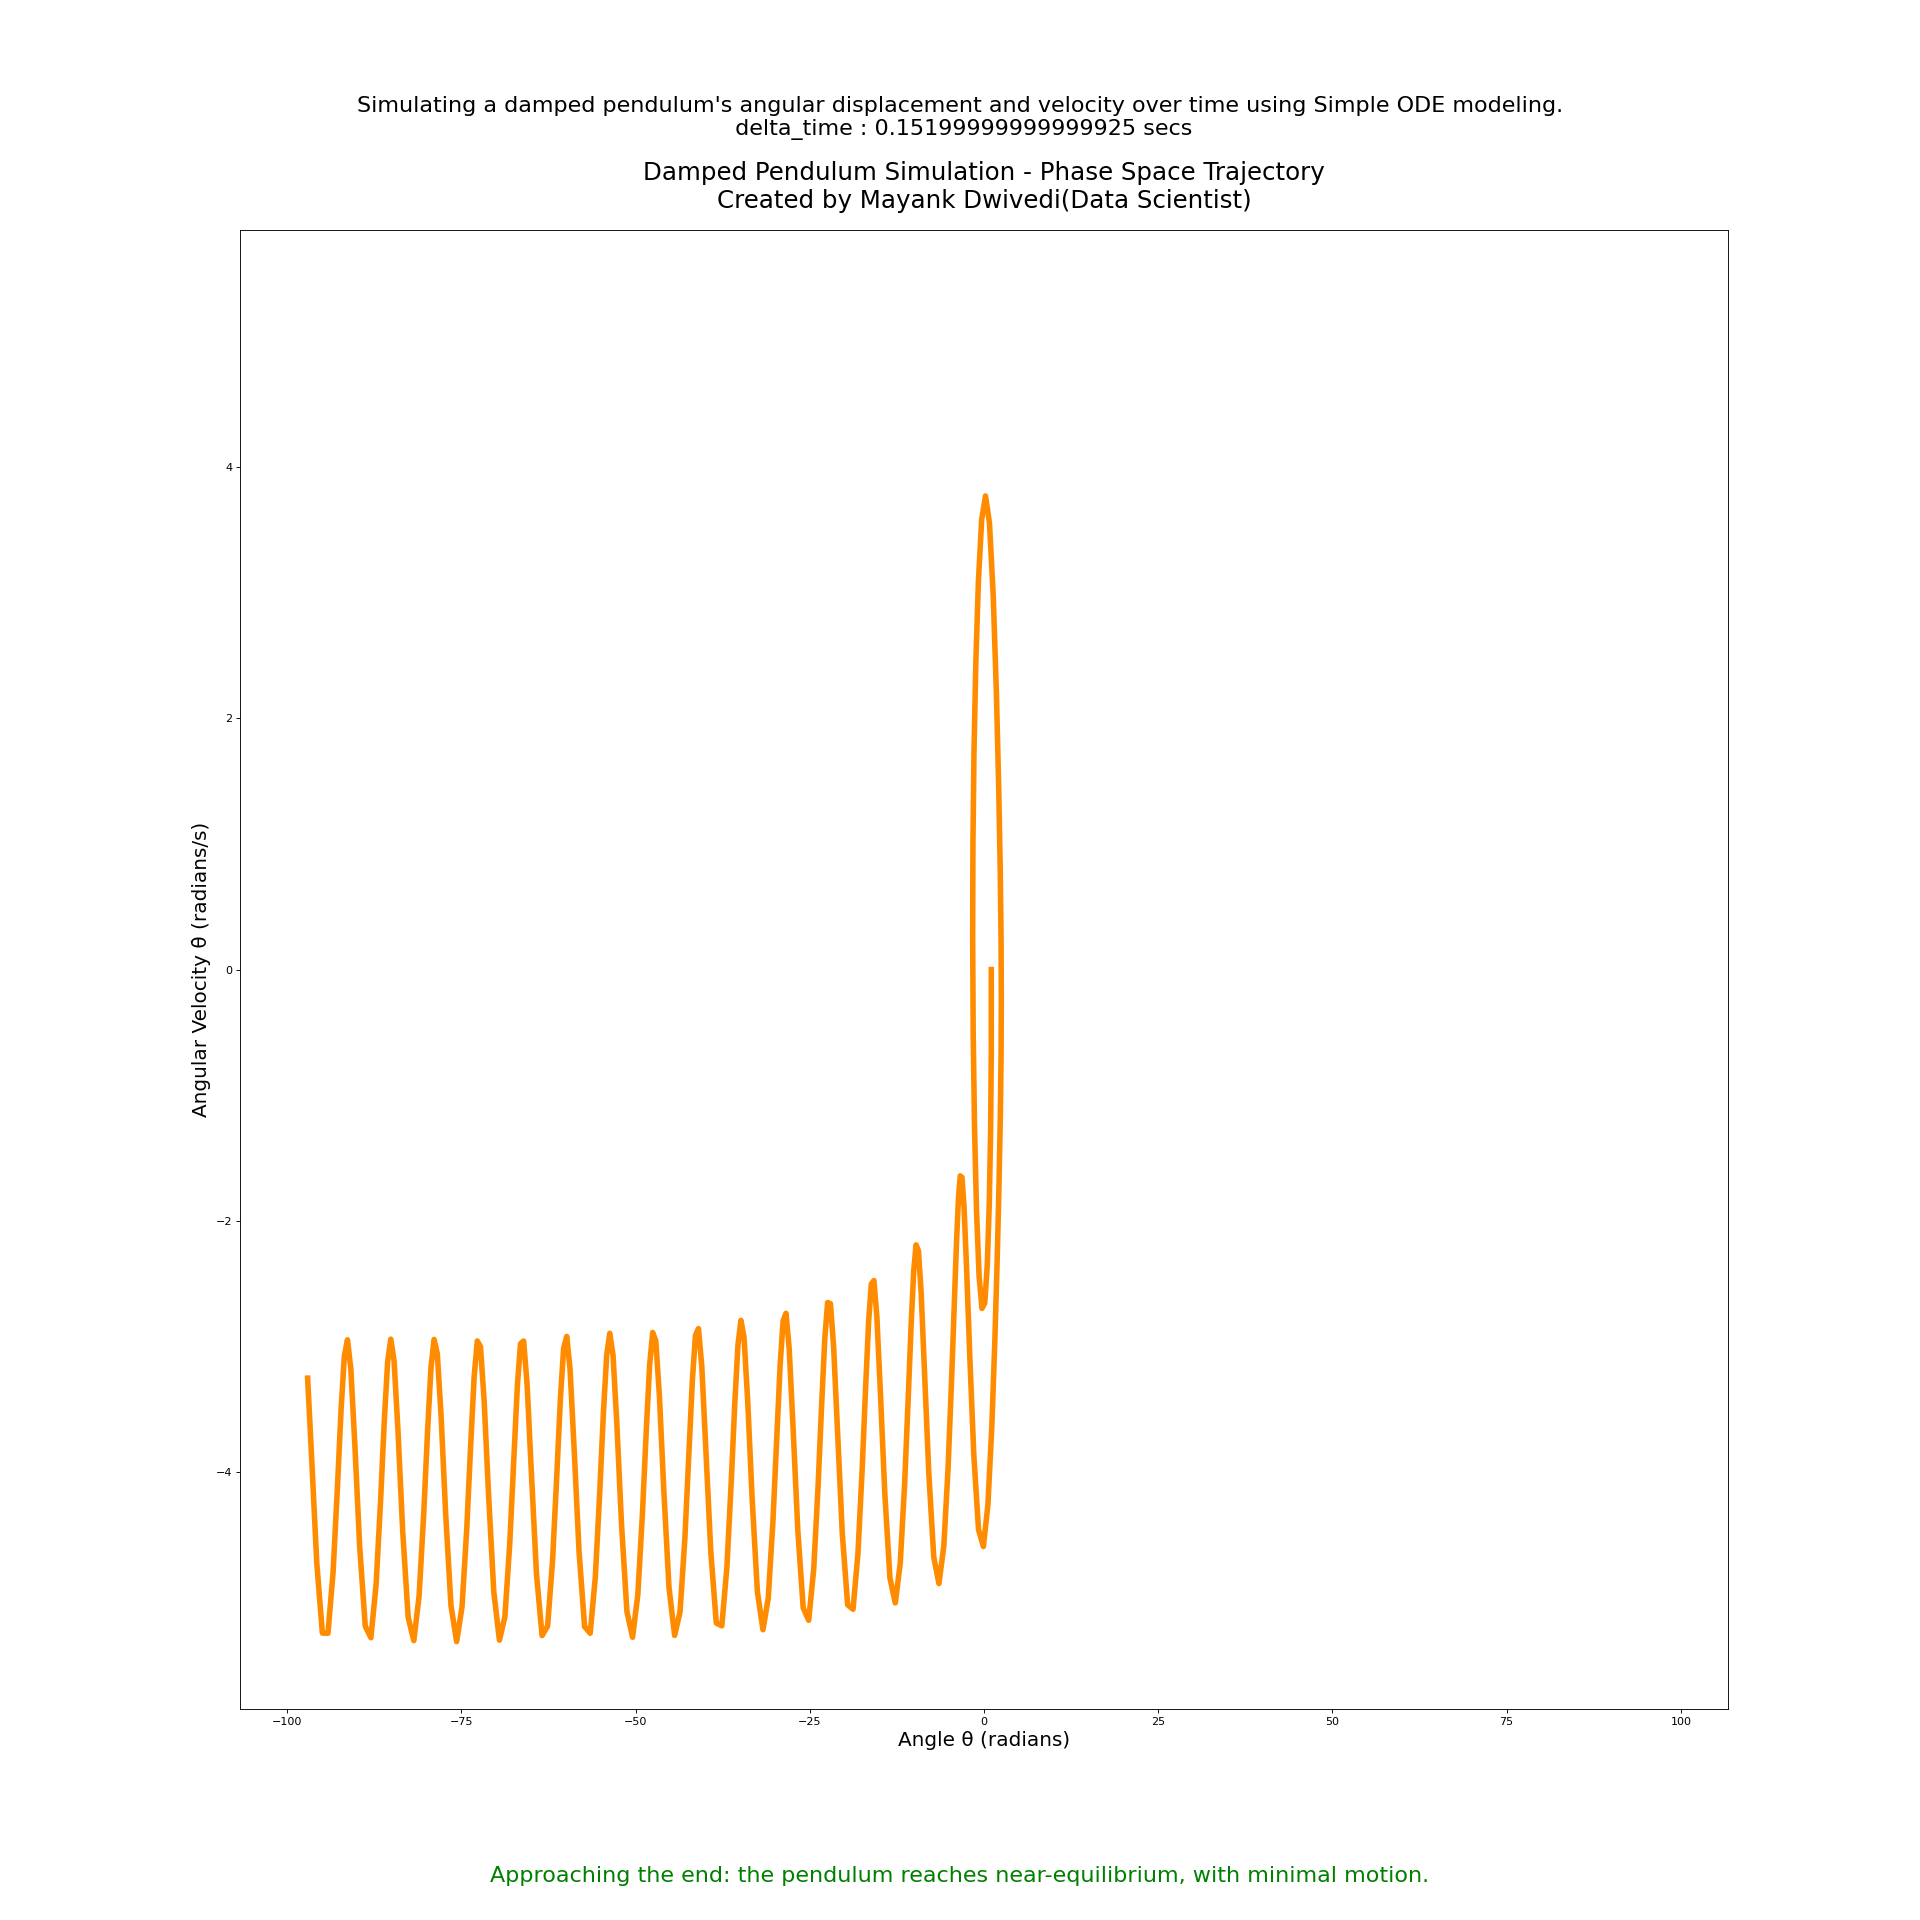 Simulating a damped pendulum's angular displacement and velocity over time using Simple ODE modeling.
delta_time : 0.15199999999999925 secs
Damped Pendulum Simulation - Phase Space Trajectory
Created by Mayank Dwivedi(Data Scientist)
Angular Velocity θ (radians/s)
4
2
0
−2
−4
−100 −75 −50 −25 0 25 50 75 100
Angle θ (radians)
Approaching the end: the pendulum reaches near-equilibrium, with minimal motion.